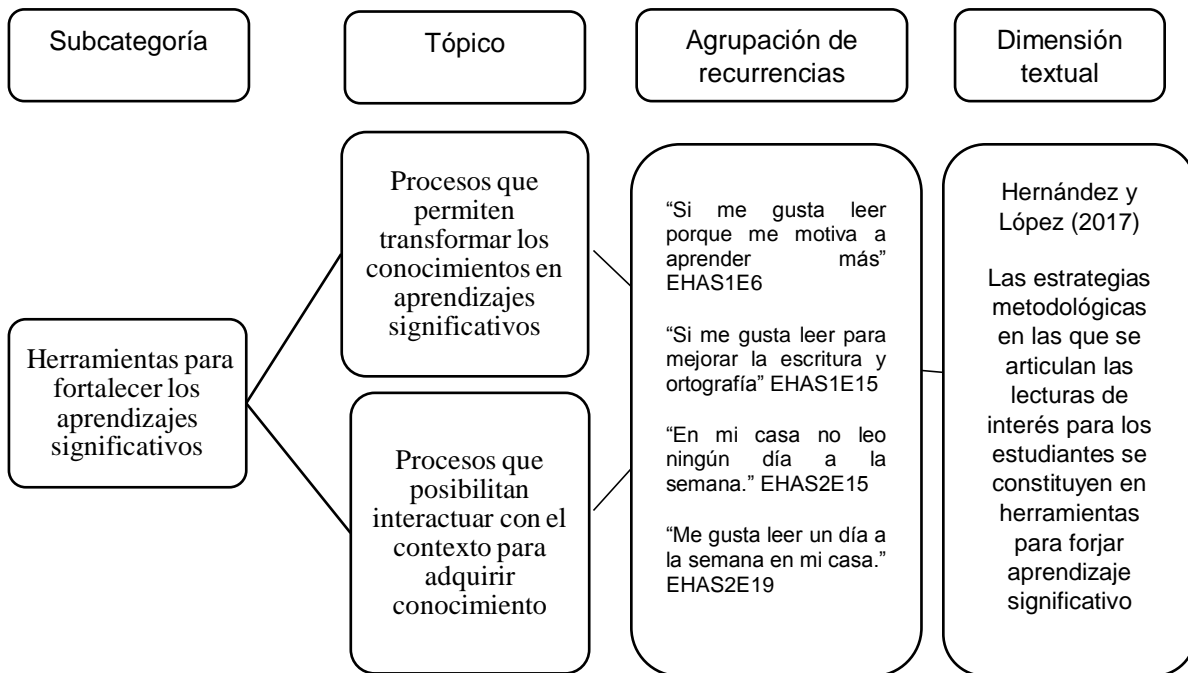 Subcategoría
Tópico
Agrupación de
recurrencias
Dimensión
textual
Herramientas para
fortalecer los
aprendizajes
significativos
Procesos que
permiten
transformar los
conocimientos en
aprendizajes
significativos
Procesos que
posibilitan
interactuar con el
contexto para
adquirir
conocimiento
“Si me gusta leer
porque me motiva a
aprender más”
EHAS1E6
“Si me gusta leer para
mejorar la escritura y
ortografía” EHAS1E15
“En mi casa no leo
ningún día a la
semana.” EHAS2E15
“Me gusta leer un día a
la semana en mi casa.”
EHAS2E19
Hernández y
López (2017)
Las estrategias
metodológicas
en las que se
articulan las
lecturas de
interés para los
estudiantes se
constituyen en
herramientas
para forjar
aprendizaje
significativo